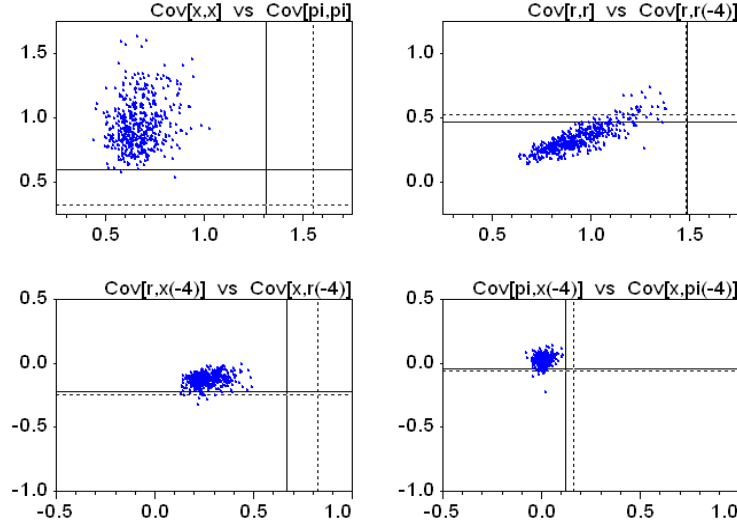 Cov[x,x] vs Cov[pi,pi]
1.5
1.0
0.5
0.5 1.0 1.5
Cov[r,r] vs Cov[r,r(-4)]
1.0
0.5
0.0
0.5 1.0 1.5
Cov[r,x(-4)] vs Cov[x,r(-4)]
0.5
0.0
-0.5
-1.0
-0.5 0.0 0.5 1.0
Cov[pi,x(-4)] vs Cov[x,pi(-4)]
0.5
0.0
-0.5
-1.0
-0.5 0.0 0.5 1.0